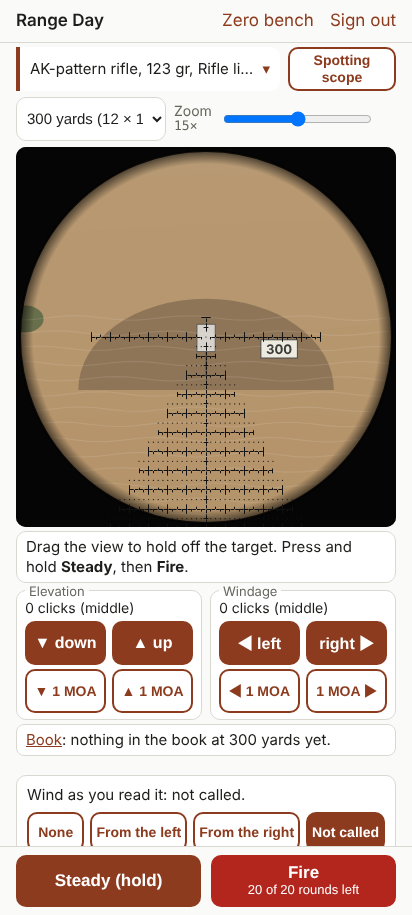 Range Day Zero bench Sign out
AK-pattern rifle, 123 gr, Rifle li... ▼
Spotting
scope
300 yards (12 × 1
Zoom
15×
300
Drag the view to hold off the target. Press and
hold Steady, then Fire.
Elevation
0 clicks (middle)
▼ down ▲ up
▼ 1 MOA ▲ 1 MOA
Windage
0 clicks (middle)
◀ left right ▶
◀ 1 MOA 1 MOA ▶
Book: nothing in the book at 300 yards yet.
Wind as you read it: not called.
None From the left From the right Not called
Steady (hold)
Fire
20 of 20 rounds left